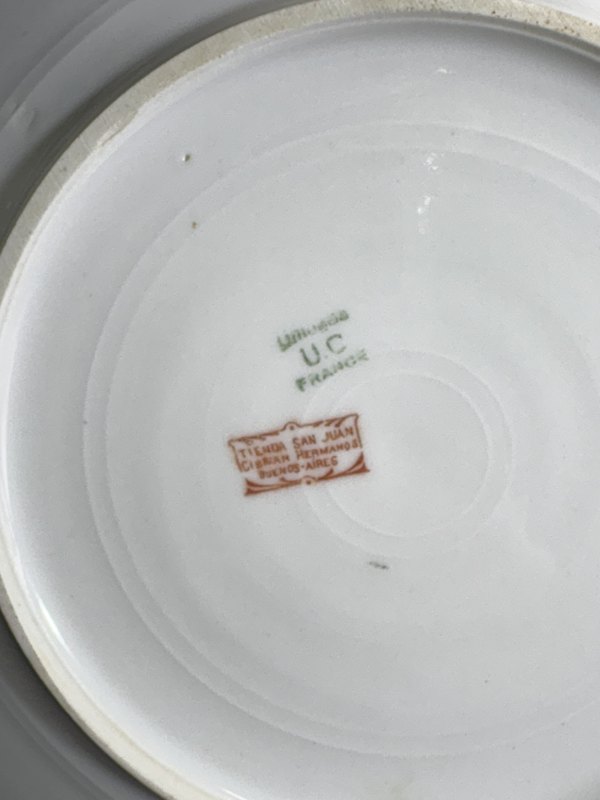 Limoges
U.C
FRANCE
TIENDA SAN JUAN
CIBRIAN HERMANOS
BUENOS-AIRES